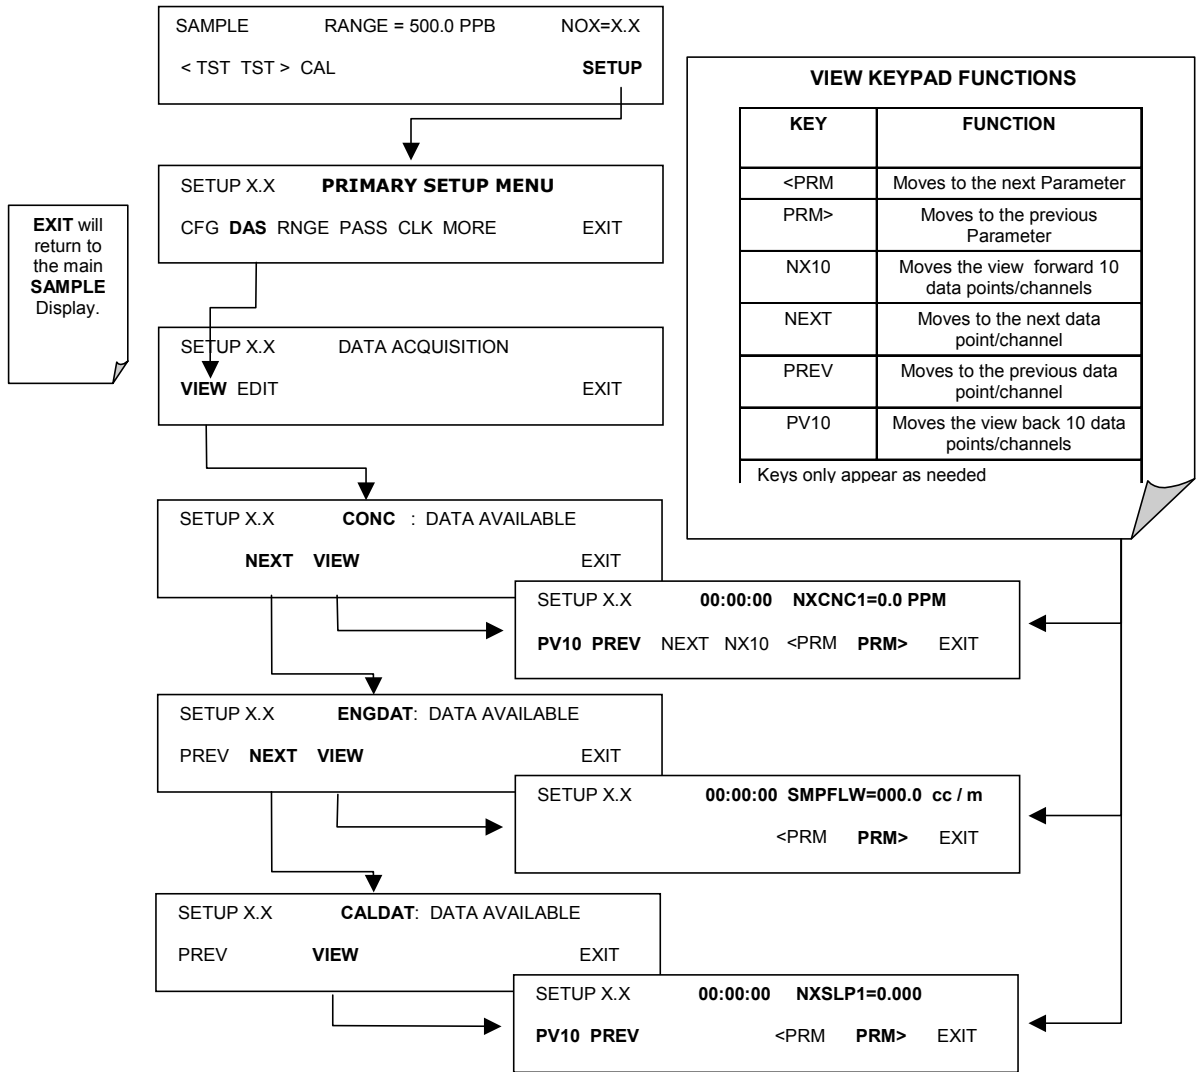 SAMPLE RANGE = 500.0 PPB NOX=X.X
< TST TST > CAL SETUP
SETUP X.X PRIMARY SETUP MENU
CFG DAS RNGE PASS CLK MORE EXIT
EXIT will
return to
the main
SAMPLE
Display.
SETUP X.X DATA ACQUISITION
VIEW EDIT EXIT
SETUP X.X CONC : DATA AVAILABLE
NEXT VIEW EXIT
SETUP X.X 00:00:00 NXCNC1=0.0 PPM
PV10 PREV NEXT NX10 <PRM PRM> EXIT
SETUP X.X ENGDAT: DATA AVAILABLE
PREV NEXT VIEW EXIT
SETUP X.X 00:00:00 SMPFLW=000.0 cc / m
<PRM PRM> EXIT
SETUP X.X CALDAT: DATA AVAILABLE
PREV VIEW EXIT
SETUP X.X 00:00:00 NXSLP1=0.000
PV10 PREV <PRM PRM> EXIT
VIEW KEYPAD FUNCTIONS
KEY FUNCTION
<PRM Moves to the next Parameter
PRM> Moves to the previous
Parameter
NX10 Moves the view forward 10
data points/channels
NEXT Moves to the next data
point/channel
PREV Moves to the previous data
point/channel
PV10 Moves the view back 10 data
points/channels
Keys only appear as needed